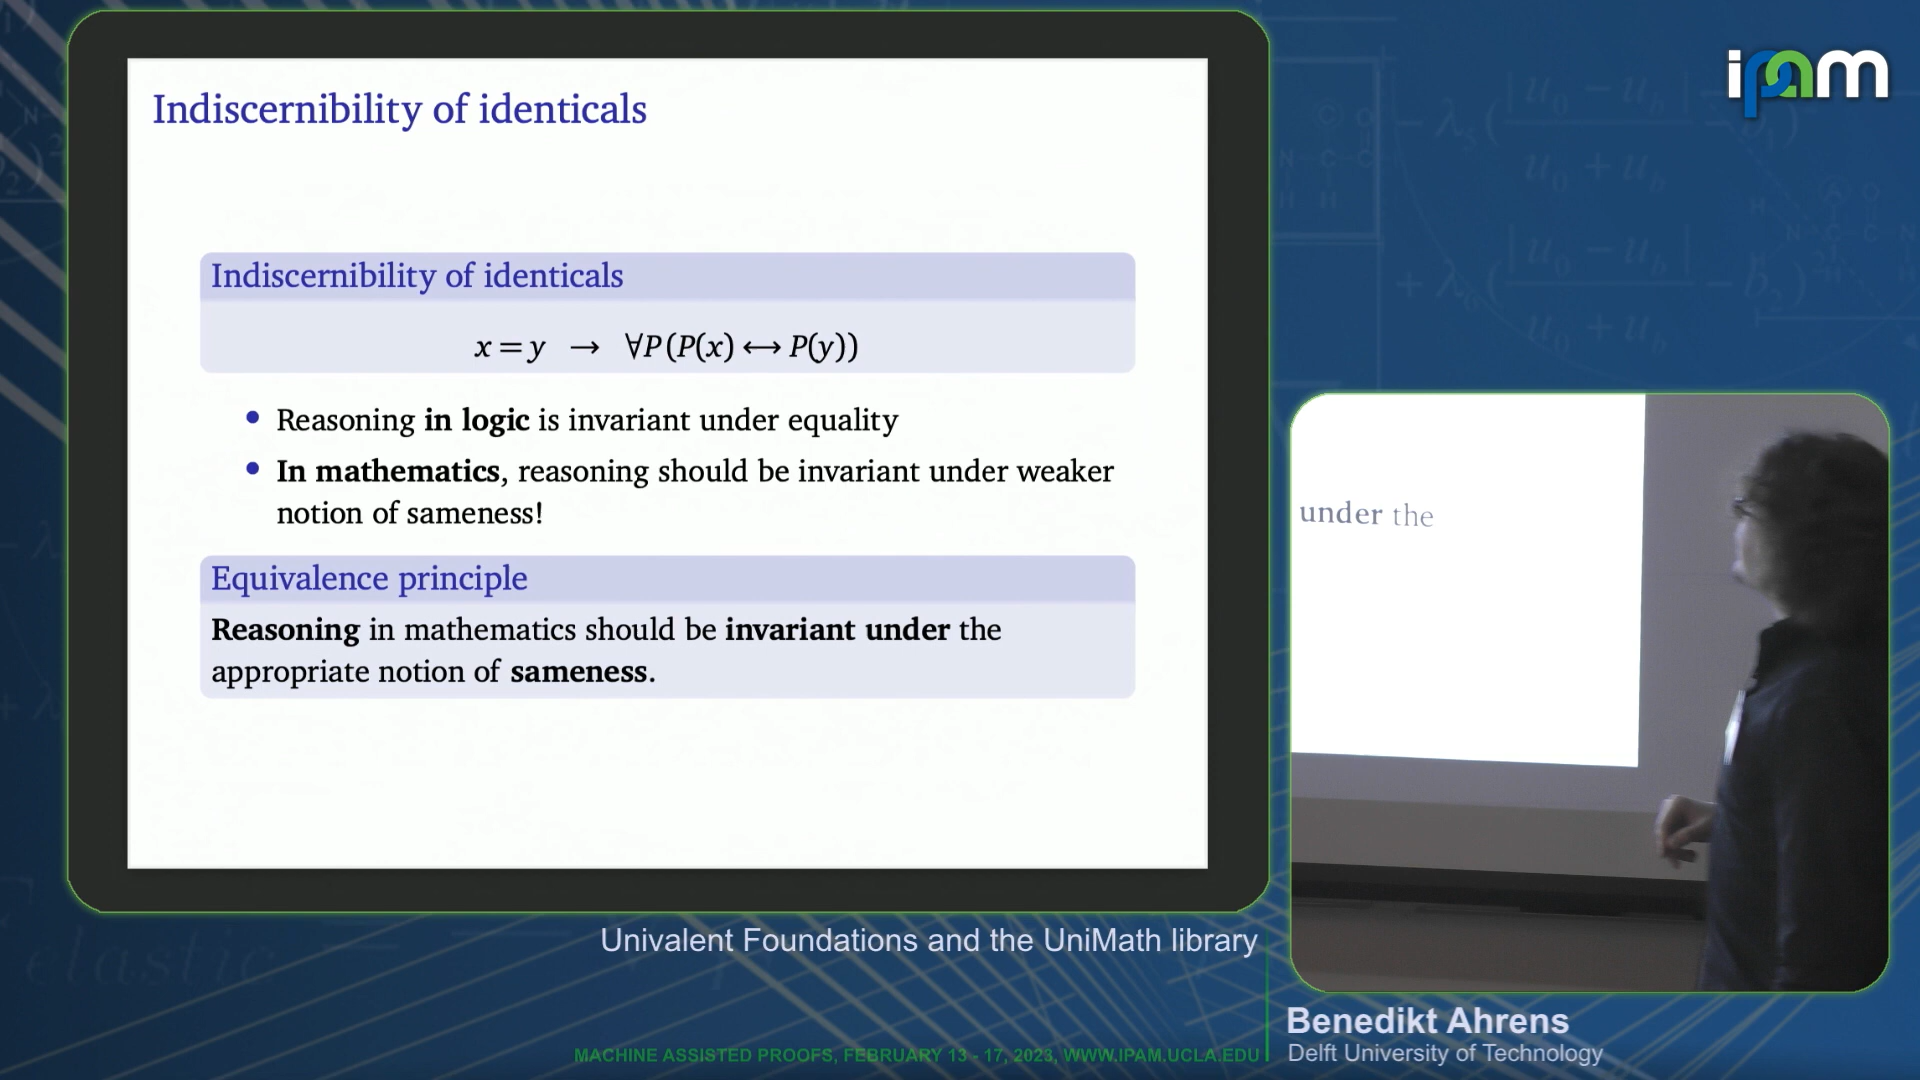 Indiscernibility of identicals
Indiscernibility of identicals
x = y → ∀P(P(x) ↔ P(y))
• Reasoning in logic is invariant under equality
• In mathematics, reasoning should be invariant under weaker
notion of sameness!
Equivalence principle
Reasoning in mathematics should be invariant under the
appropriate notion of sameness.
ipam
under the
Univalent Foundations and the UniMath library
Benedikt Ahrens
Delft University of Technology
MACHINE ASSISTED PROOFS, FEBRUARY 13 - 17, 2023, WWW.IPAM.UCLA.EDU
elastic